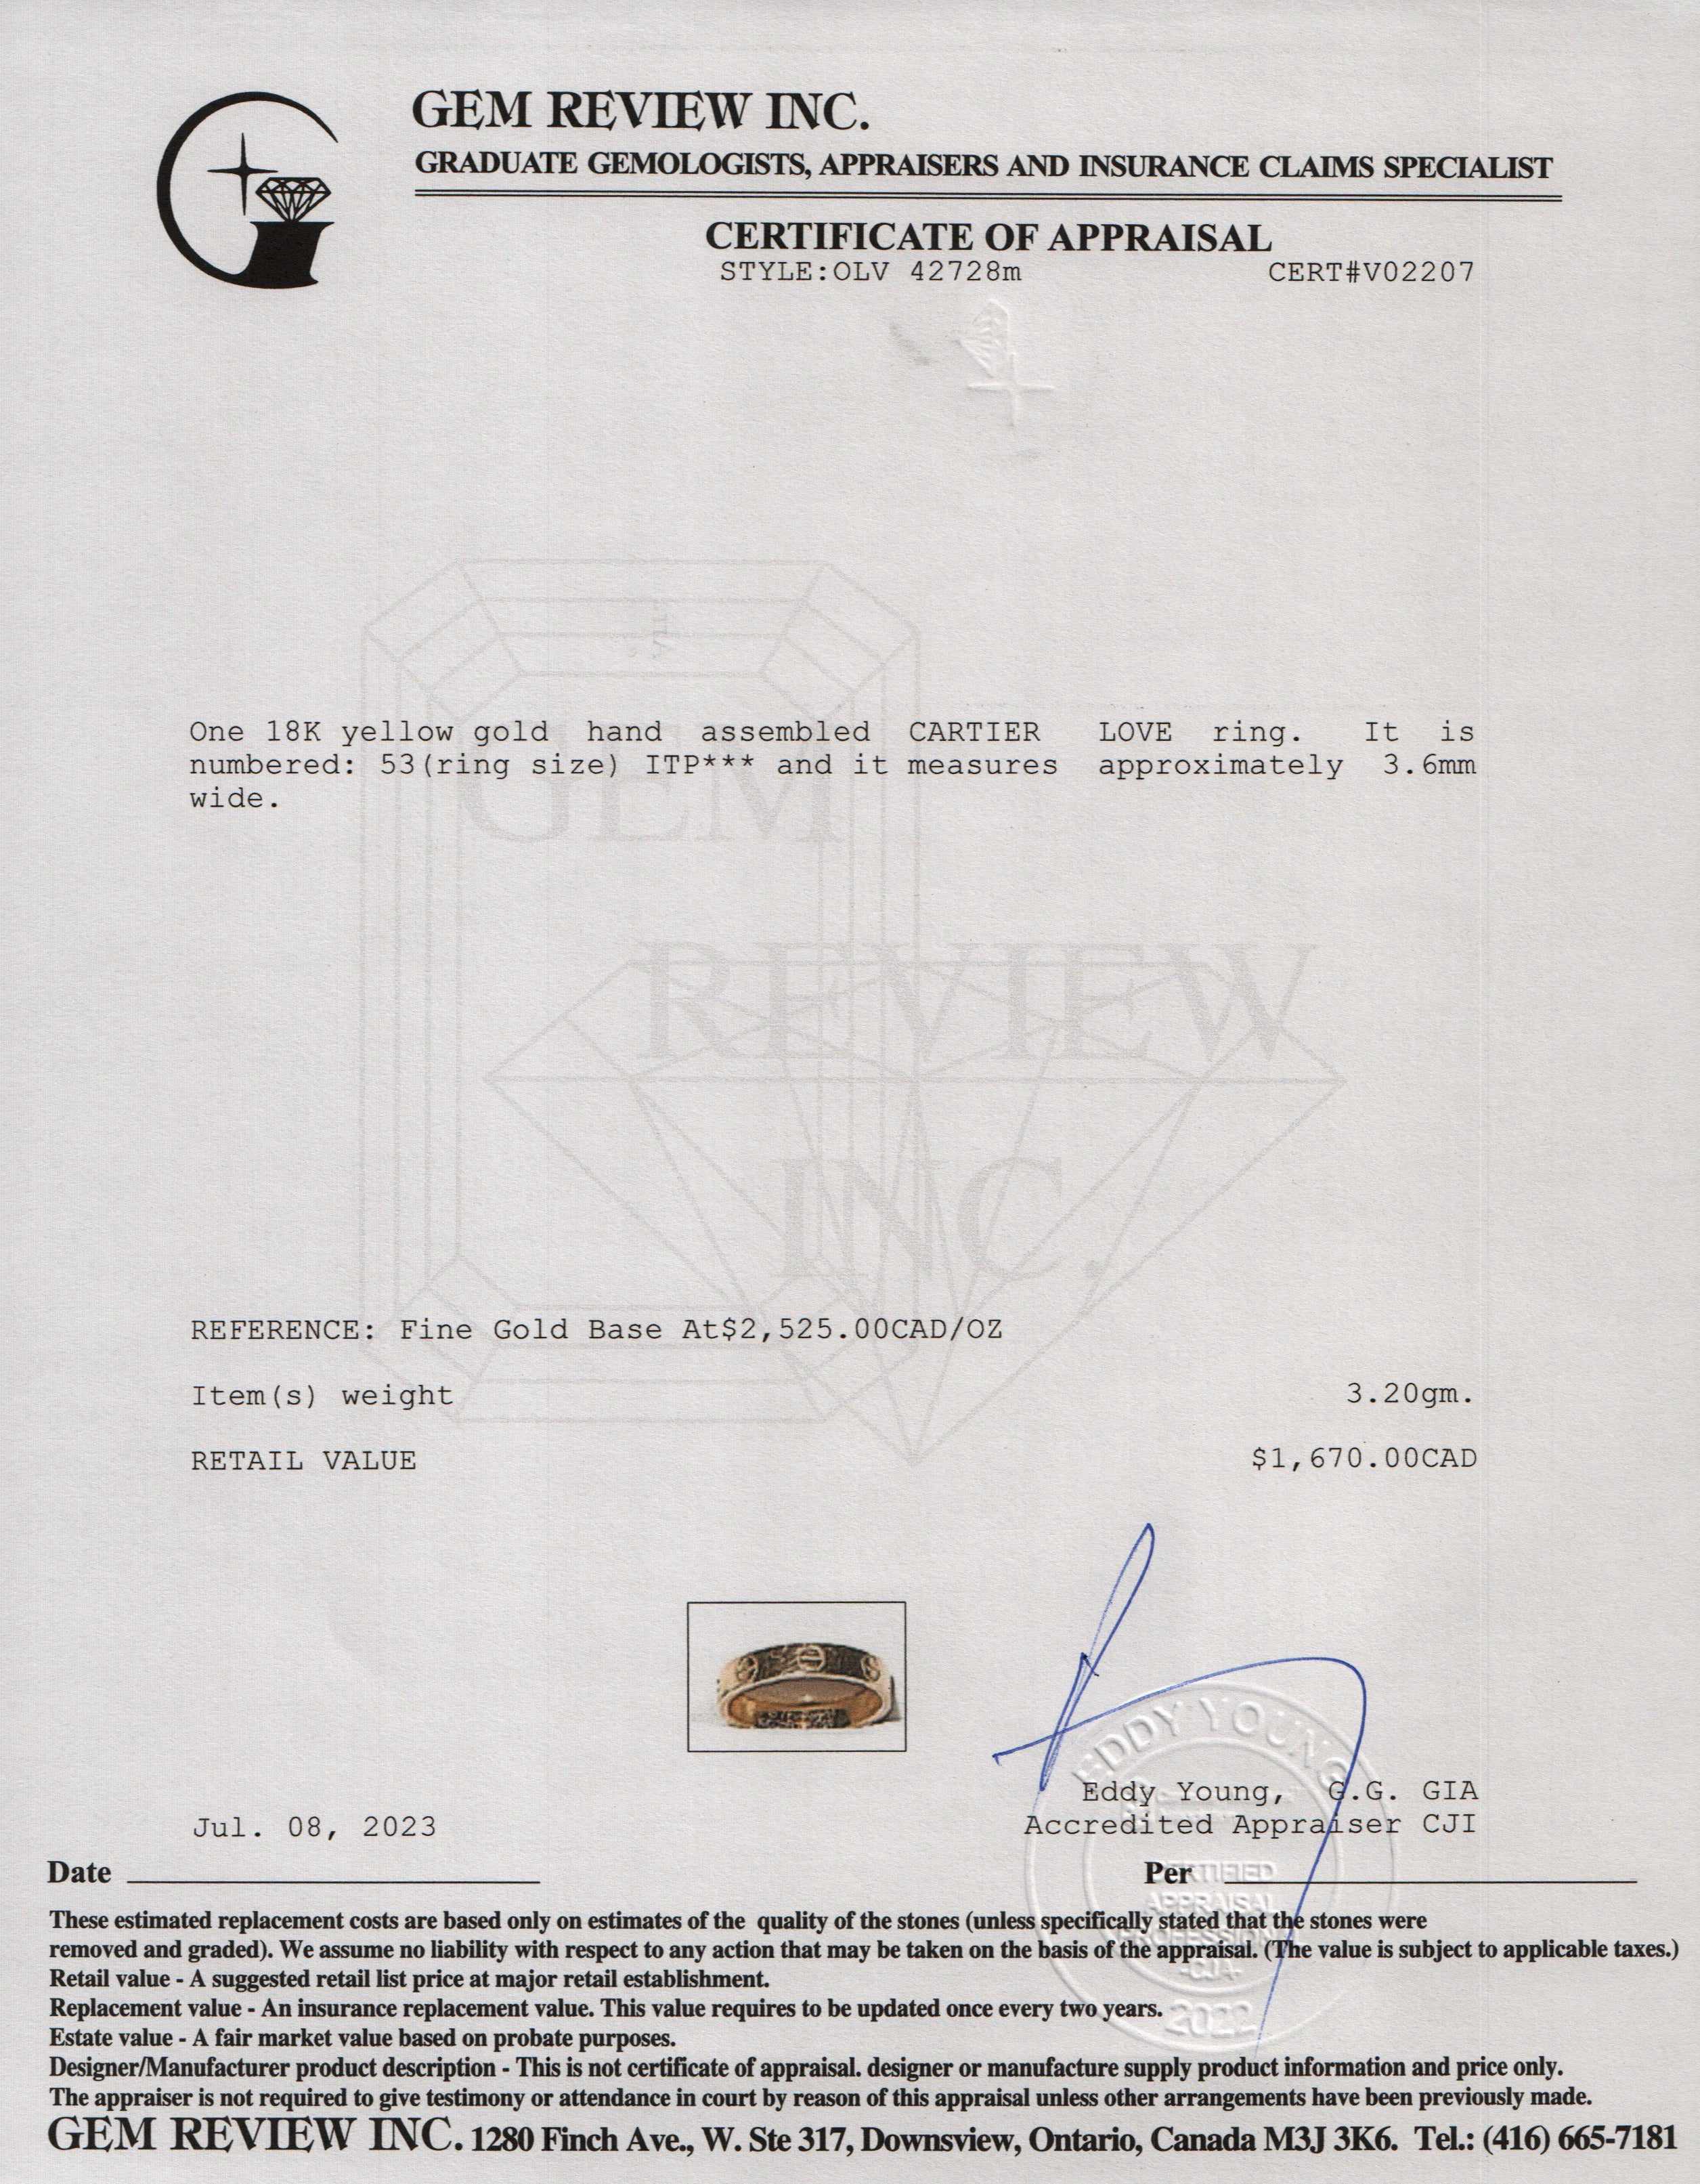 GEM REVIEW INC.
GRADUATE GEMOLOGISTS, APPRAISERS AND INSURANCE CLAIMS SPECIALIST
CERTIFICATE OF APPRAISAL
STYLE:OLV 42728m CERT#V02207
One 18K yellow gold hand assembled CARTIER LOVE ring. It is
numbered: 53(ring size) ITP*** and it measures approximately 3.6mm
wide.
GEM
REVIEW
INC.
REFERENCE: Fine Gold Base At$2,525.00CAD/OZ
Item(s) weight 3.20gm.
RETAIL VALUE $1,670.00CAD
EDDY YOUNG
Eddy Young, G.G. GIA
Jul. 08, 2023 Accredited Appraiser CJI
Date Per
CERTIFIED
APPRAISAL
PROFESSIONAL
-CJA-
2022
These estimated replacement costs are based only on estimates of the quality of the stones (unless specifically stated that the stones were
removed and graded). We assume no liability with respect to any action that may be taken on the basis of the appraisal. (The value is subject to applicable taxes.)
Retail value - A suggested retail list price at major retail establishment.
Replacement value - An insurance replacement value. This value requires to be updated once every two years.
Estate value - A fair market value based on probate purposes.
Designer/Manufacturer product description - This is not certificate of appraisal. designer or manufacture supply product information and price only.
The appraiser is not required to give testimony or attendance in court by reason of this appraisal unless other arrangements have been previously made.
GEM REVIEW INC. 1280 Finch Ave., W. Ste 317, Downsview, Ontario, Canada M3J 3K6. Tel.: (416) 665-7181